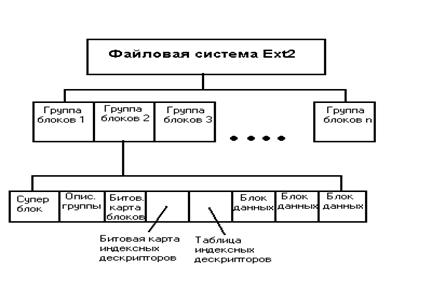 Файловая система Ext2
Группа
блоков 1
Группа
блоков 2
Группа
блоков 3
Группа
блоков n
Супер
блок
Опис.
группы
Битов.
карта
блоков
Блок
данных
Блок
данных
Блок
данных
Битовая карта
индексных
дескрипторов
Таблица
индексных
дескрипторов